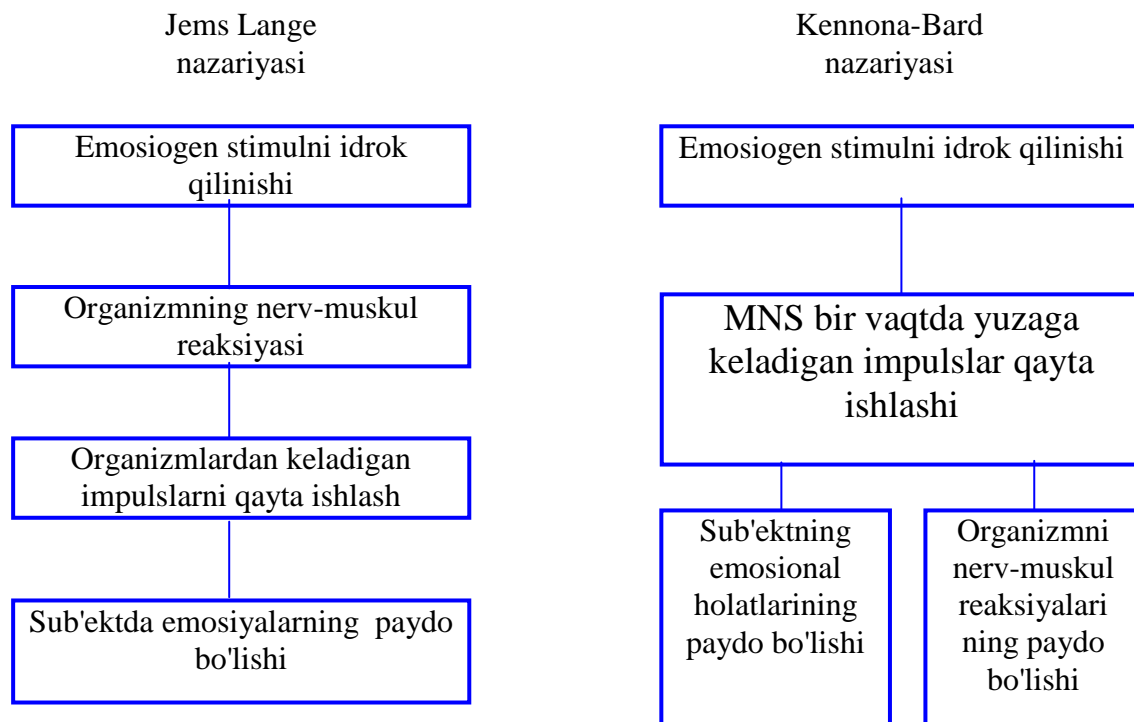 Jems Lange
nazariyasi
Emosiogen stimulni idrok
qilinishi
Organizmning nerv-muskul
reaksiyasi
Organizmlardan keladigan
impulslarni qayta ishlash
Sub'ektda emosiyalarning paydo
bo'lishi
Kennona-Bard
nazariyasi
Emosiogen stimulni idrok qilinishi
MNS bir vaqtda yuzaga
keladigan impulslar qayta
ishlashi
Sub'ektning
emosional
holatlarining
paydo bo'lishi
Organizmni
nerv-muskul
reaksiyalari
ning paydo
bo'lishi